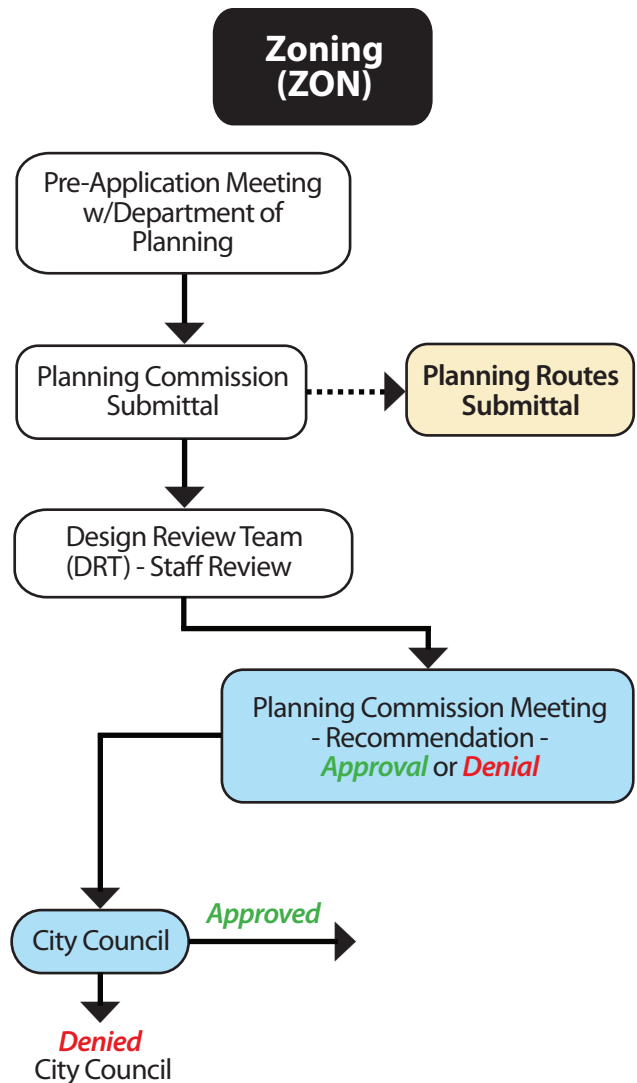 Zoning
(ZON)
Pre-Application Meeting
w/Department of
Planning
Planning Commission
Submittal
Planning Routes
Submittal
Design Review Team
(DRT) - Staff Review
Planning Commission Meeting
- Recommendation -
Approval or Denial
City Council
Approved
Denied
City Council